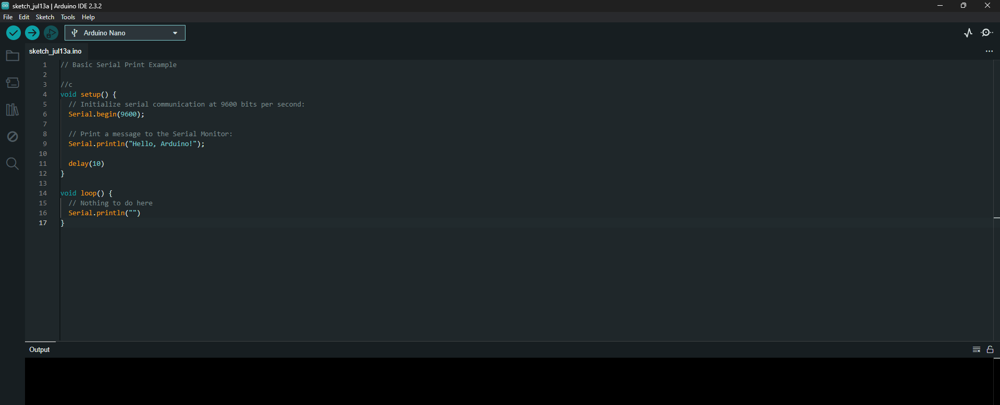 sketch_jul13a | Arduino IDE 2.3.2
File Edit Sketch Tools Help
Arduino Nano
sketch_jul13a.ino
1 // Basic Serial Print Example
2
3 //c
4 void setup() {
5 // Initialize serial communication at 9600 bits per second:
6 Serial.begin(9600);
7
8 // Print a message to the Serial Monitor:
9 Serial.println("Hello, Arduino!");
10
11 delay(10)
12 }
13
14 void loop() {
15 // Nothing to do here
16 Serial.println("")
17 }
Output